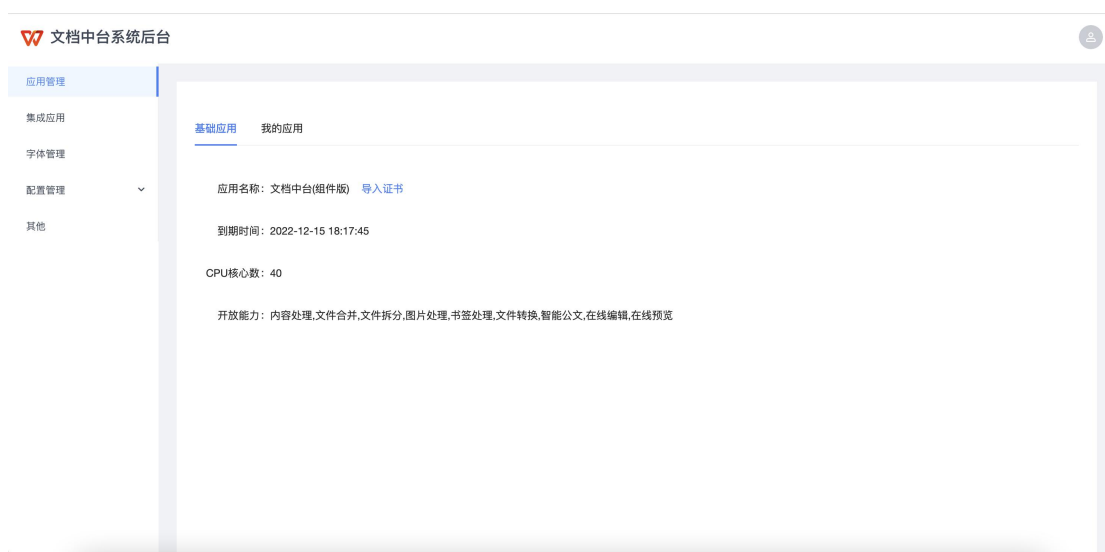 文档中台系统后台
应用管理
集成应用
字体管理
配置管理
其他
基础应用 我的应用
应用名称：文档中台(组件版) 导入证书
到期时间：2022-12-15 18:17:45
CPU核心数：40
开放能力：内容处理,文件合并,文件拆分,图片处理,书签处理,文件转换,智能公文,在线编辑,在线预览